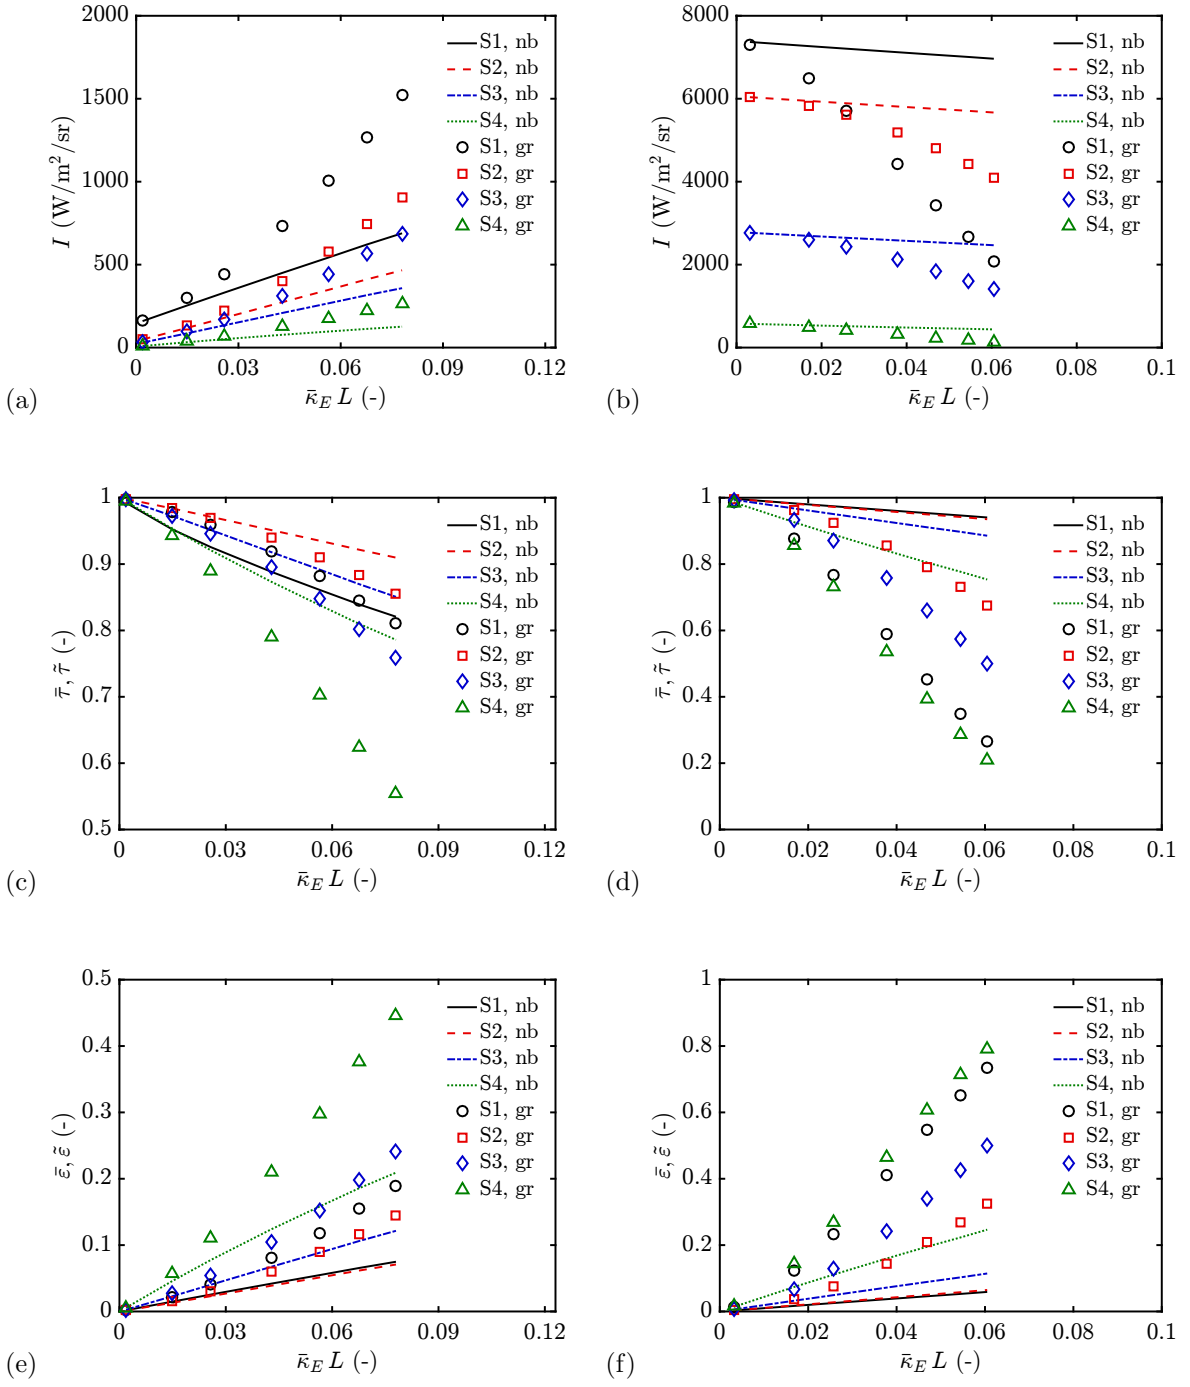 2000
1500
1000
500
0
0
0.03
0.06
0.09
0.12
I (W/m²/sr)
κ̄_E L (-)
S1, nb
S2, nb
S3, nb
S4, nb
S1, gr
S2, gr
S3, gr
S4, gr
(a)
8000
6000
4000
2000
0
0
0.02
0.04
0.06
0.08
0.1
I (W/m²/sr)
κ̄_E L (-)
S1, nb
S2, nb
S3, nb
S4, nb
S1, gr
S2, gr
S3, gr
S4, gr
(b)
1
0.9
0.8
0.7
0.6
0.5
0
0.03
0.06
0.09
0.12
τ̄, τ̃ (-)
κ̄_E L (-)
S1, nb
S2, nb
S3, nb
S4, nb
S1, gr
S2, gr
S3, gr
S4, gr
(c)
1
0.8
0.6
0.4
0.2
0
0
0.02
0.04
0.06
0.08
0.1
τ̄, τ̃ (-)
κ̄_E L (-)
S1, nb
S2, nb
S3, nb
S4, nb
S1, gr
S2, gr
S3, gr
S4, gr
(d)
0.5
0.4
0.3
0.2
0.1
0
0
0.03
0.06
0.09
0.12
ε̄, ε̃ (-)
κ̄_E L (-)
S1, nb
S2, nb
S3, nb
S4, nb
S1, gr
S2, gr
S3, gr
S4, gr
(e)
1
0.8
0.6
0.4
0.2
0
0
0.02
0.04
0.06
0.08
0.1
ε̄, ε̃ (-)
κ̄_E L (-)
S1, nb
S2, nb
S3, nb
S4, nb
S1, gr
S2, gr
S3, gr
S4, gr
(f)